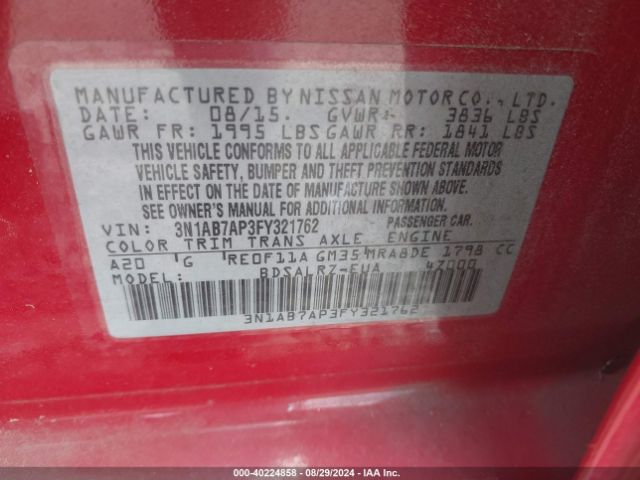 MANUFACTURED BY NISSAN MOTOR CO., LTD.
DATE: 08/15. GVWR: 3836 LBS
GAWR FR: 1995 LBS GAWR RR: 1841 LBS
THIS VEHICLE CONFORMS TO ALL APPLICABLE FEDERAL MOTOR
VEHICLE SAFETY, BUMPER AND THEFT PREVENTION STANDARDS
IN EFFECT ON THE DATE OF MANUFACTURE SHOWN ABOVE.
SEE OWNER'S MANUAL FOR ADDITIONAL INFORMATION.
VIN: 3N1AB7AP3FY321762 PASSENGER CAR.
COLOR TRIM TRANS AXLE ENGINE
A20 G RE0F11A GM35 MRA8DE 1798 CC
MODEL: BDSALRZ-EUA 47000
3N1AB7AP3FY321762
000-40224858 - 08/29/2024 - IAA Inc.